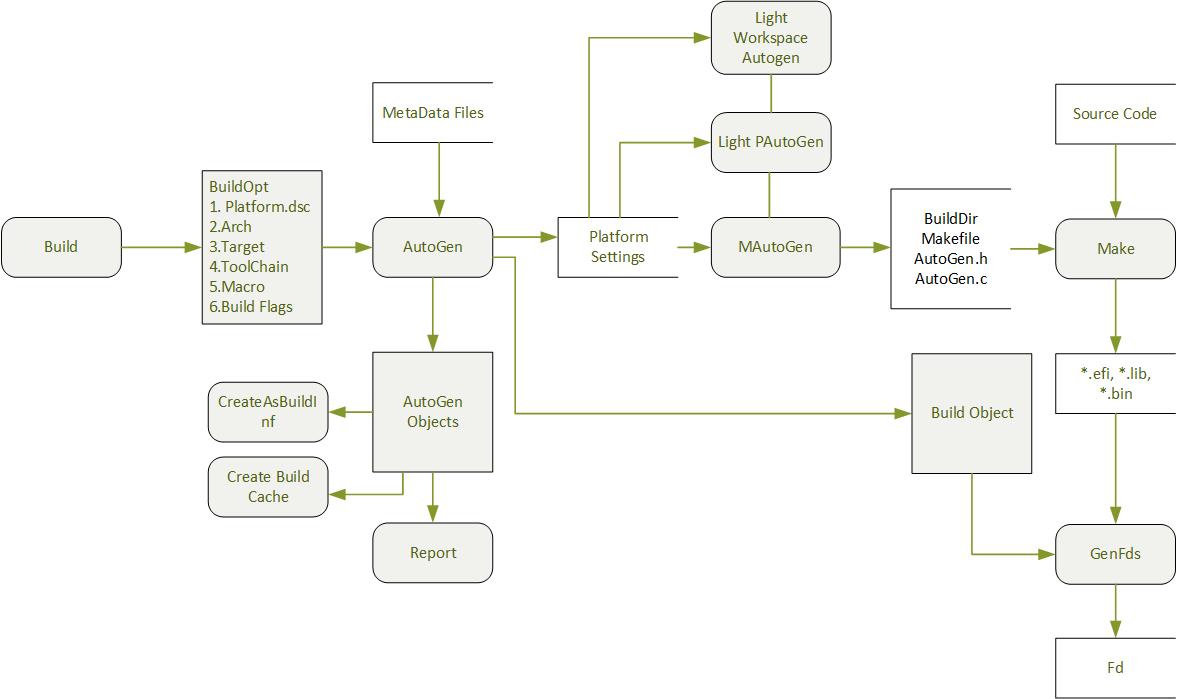 Light
Workspace
Autogen
MetaData Files
Source Code
Light PAutoGen
BuildOpt
1. Platform.dsc
2.Arch
3.Target
4.ToolChain
5.Macro
6.Build Flags
Build
AutoGen
Platform
Settings
MAutoGen
BuildDir
Makefile
AutoGen.h
AutoGen.c
Make
CreateAsBuildI
nf
AutoGen
Objects
Build Object
*.efi, *.lib,
*.bin
Create Build
Cache
Report
GenFds
Fd